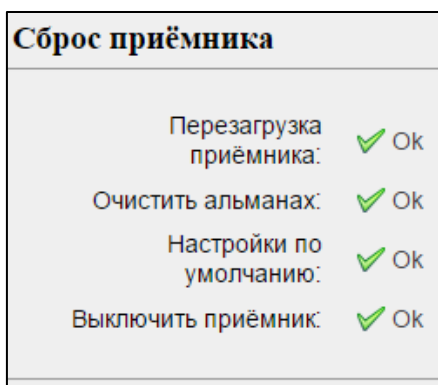 Сброс приёмника
Перезагрузка
приёмника: Ok
Очистить альманах: Ok
Настройки по
умолчанию: Ok
Выключить приёмник: Ok